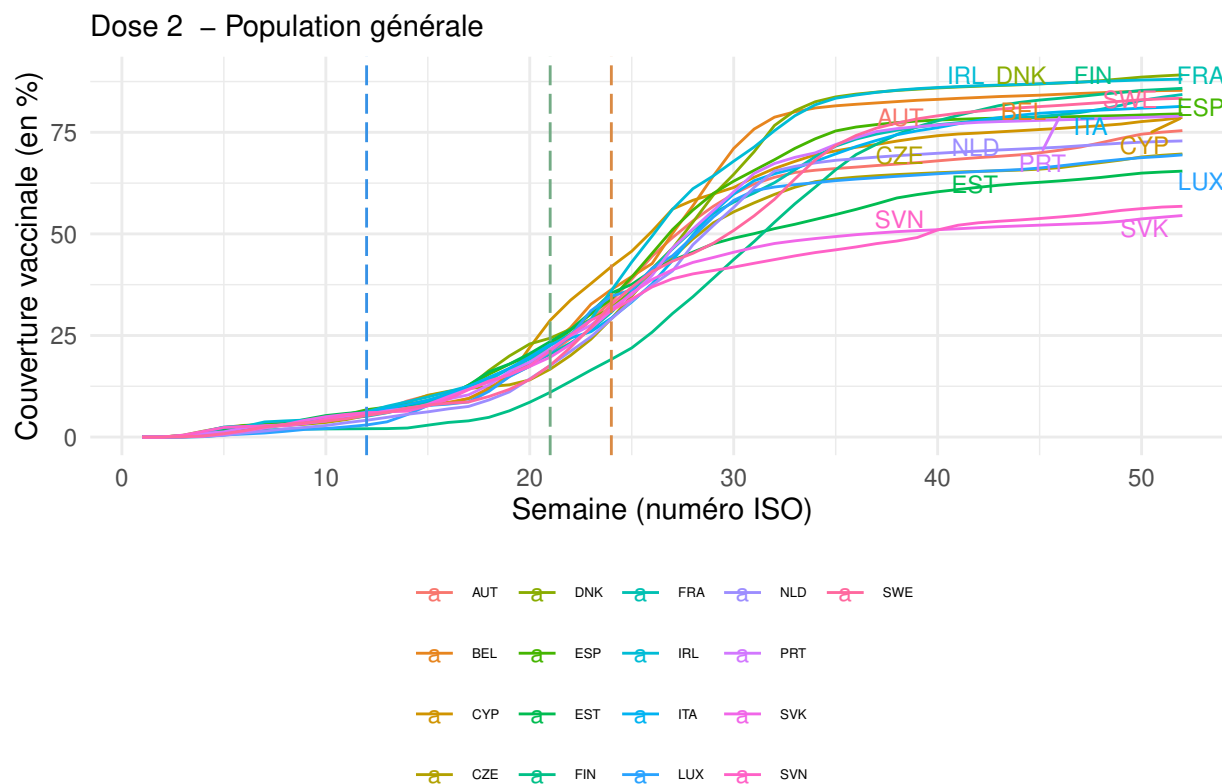 Dose 2 – Population générale
Couverture vaccinale (en %)
75
50
25
0
IRL DNK FIN FRA
AUT BEL SWE ESP
ITA
CZE NLD PRT CYP
EST LUX
SVN SVK
0 10 20 30 40 50
Semaine (numéro ISO)
a AUT a DNK a FRA a NLD a SWE
a BEL a ESP a IRL a PRT
a CYP a EST a ITA a SVK
a CZE a FIN a LUX a SVN